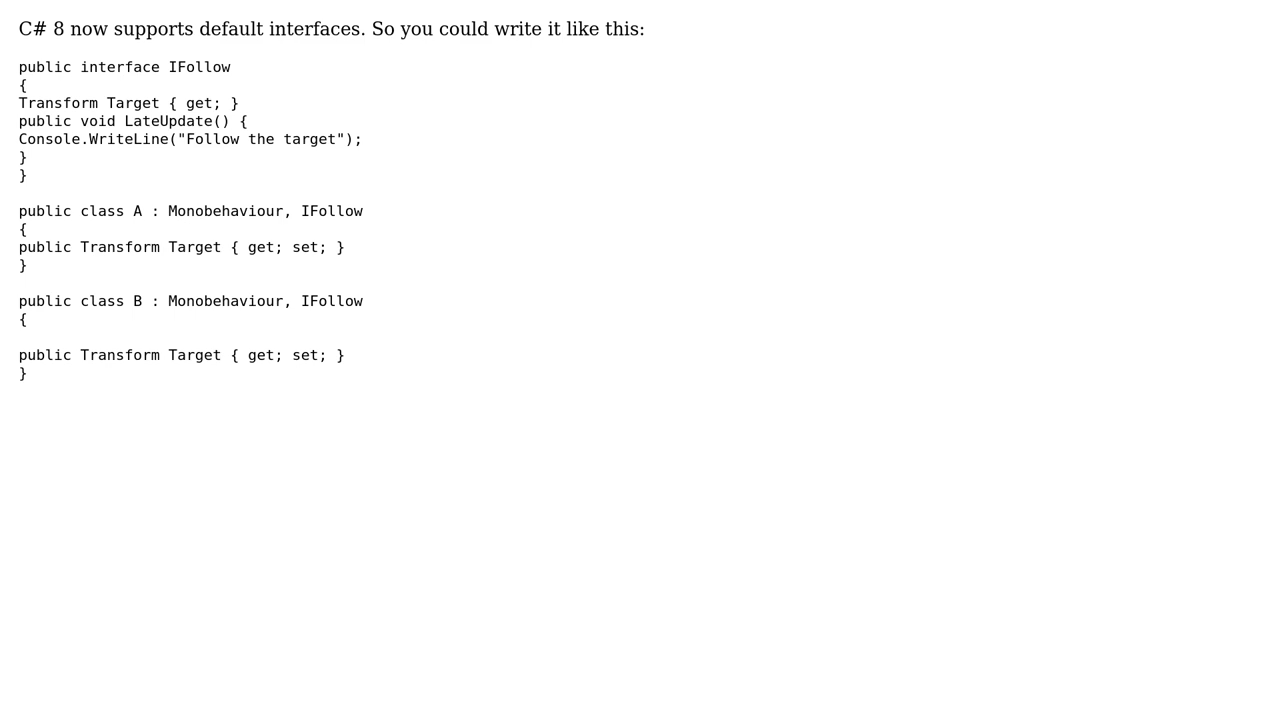 C# 8 now supports default interfaces. So you could write it like this:
public interface IFollow
{
Transform Target { get; }
public void LateUpdate() {
Console.WriteLine("Follow the target");
}
}
public class A : Monobehaviour, IFollow
{
public Transform Target { get; set; }
}
public class B : Monobehaviour, IFollow
{
public Transform Target { get; set; }
}